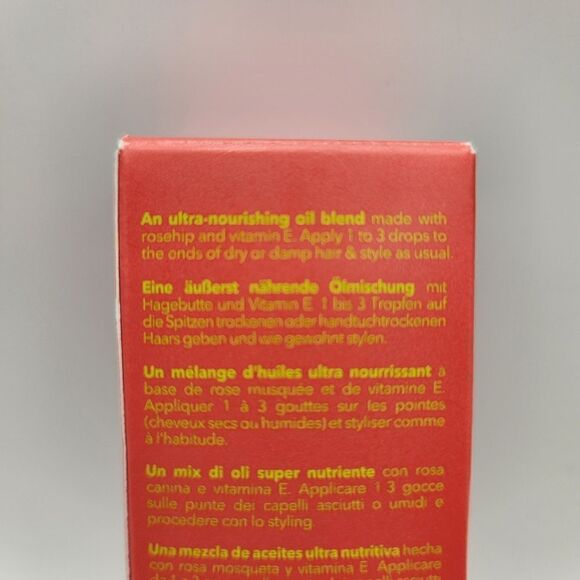 An ultra-nourishing oil blend made with
rosehip and vitamin E. Apply 1 to 3 drops to
the ends of dry or damp hair & style as usual.
Eine äußerst nährende Ölmischung mit
Hagebutte und Vitamin E. 1 bis 3 Tropfen auf
die Spitzen trockenen oder handtuchtrockenen
Haars geben und wie gewohnt stylen.
Un mélange d'huiles ultra nourrissant à
base de rose musquée et de vitamine E.
Appliquer 1 à 3 gouttes sur les pointes
(cheveux secs ou humides) et styliser comme
à l'habitude.
Un mix di oli super nutriente con rosa
canina e vitamina E. Applicare 1 3 gocce
sulle punte dei capelli asciutti o umidi e
procedere con lo styling.
Una mezcla de aceites ultra nutritiva hecha
con rosa mosqueta y vitamina E. Applicare